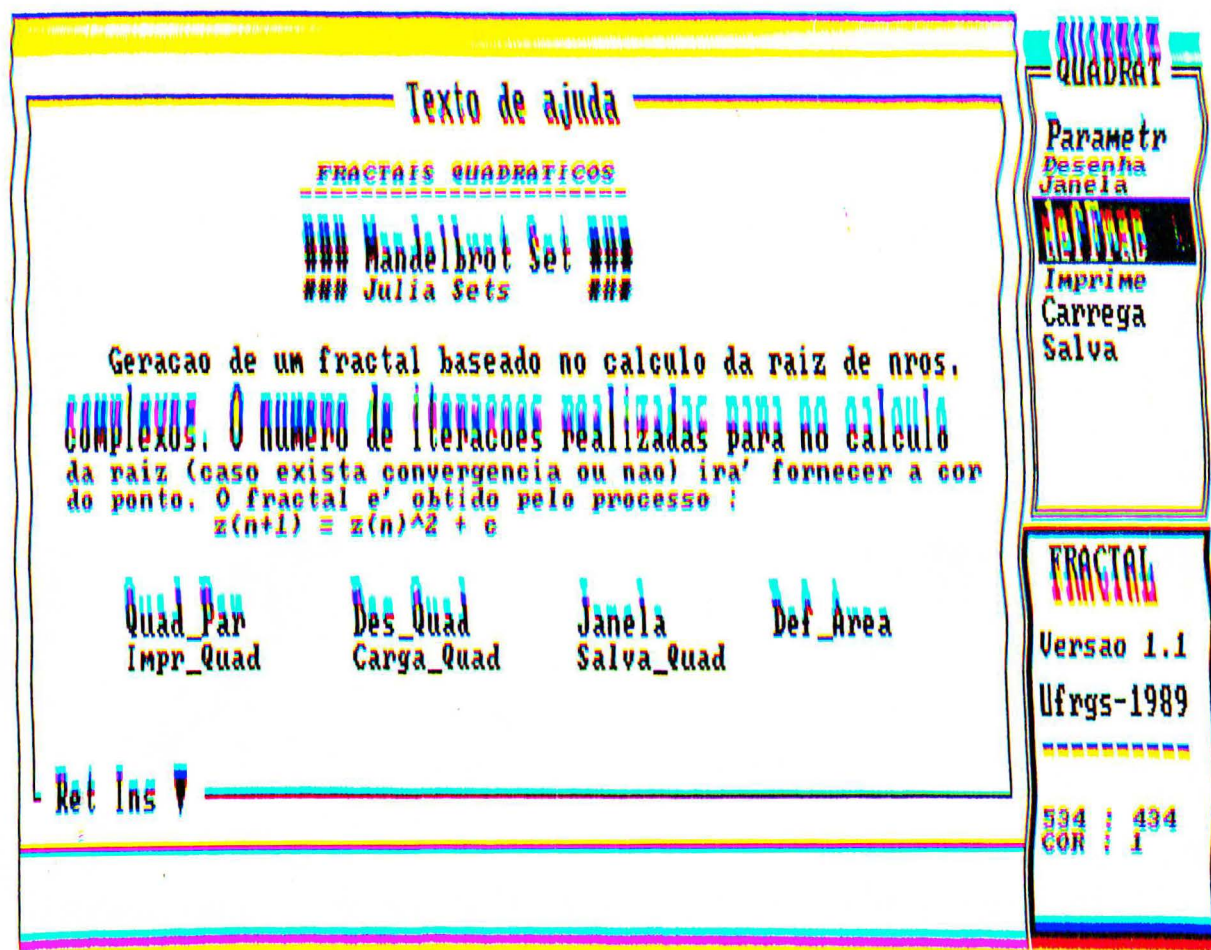 Texto de ajuda
FRACTAIS QUADRATICOS
--------------------
### Mandelbrot Set ###
### Julia Sets ###
Geracao de um fractal baseado no calculo da raiz de nros.
complexos. O numero de iteracoes realizadas para no calculo
da raiz (caso exista convergencia ou nao) ira' fornecer a cor
do ponto. O fractal e' obtido pelo processo :
z(n+1) = z(n)^2 + c
Quad_Par Des_Quad Janela Def_Area
Impr_Quad Carga_Quad Salva_Quad
Ret Ins ▼
QUADRAT
Parametr
Desenha
Janela
deffrac
Imprime
Carrega
Salva
FRACTAL
Versao 1.1
Ufrgs-1989
----------
534 : 434
COR : 1